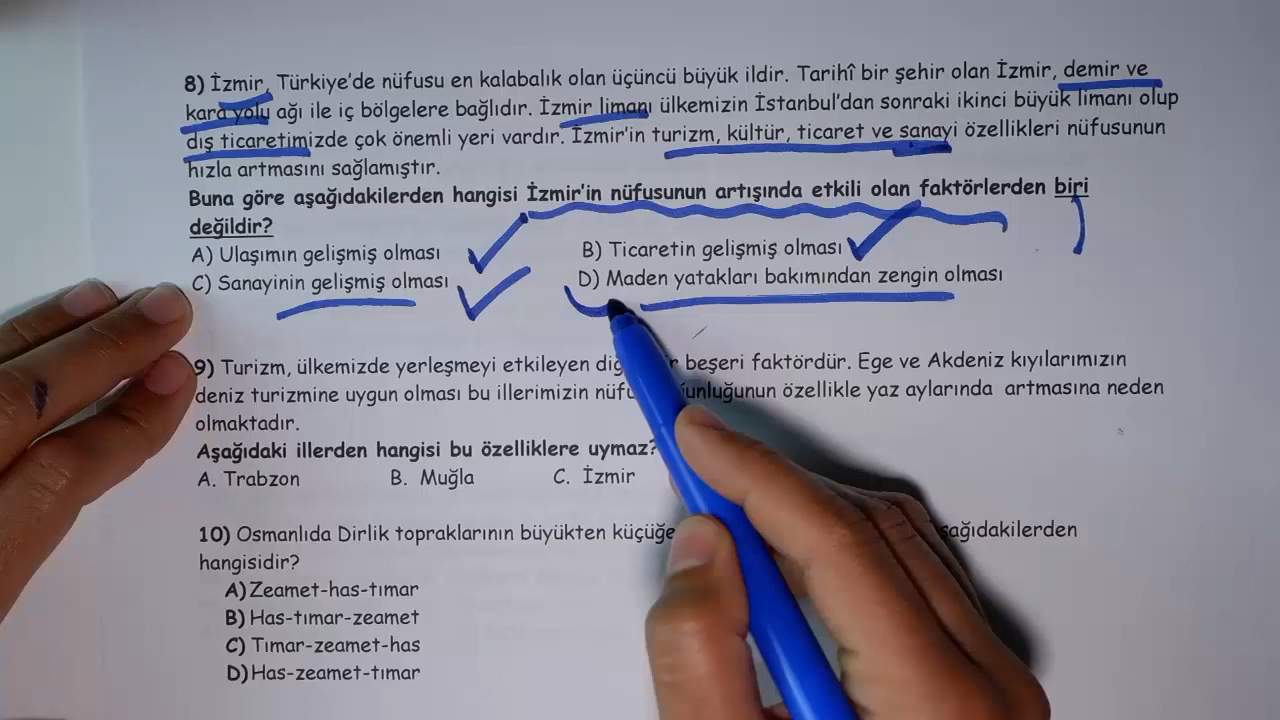 8) İzmir, Türkiye'de nüfusu en kalabalık olan üçüncü büyük ildir. Tarihî bir şehir olan İzmir, demir ve
kara yolu ağı ile iç bölgelere bağlıdır. İzmir limanı ülkemizin İstanbul'dan sonraki ikinci büyük limanı olup
dış ticaretimizde çok önemli yeri vardır. İzmir'in turizm, kültür, ticaret ve sanayi özellikleri nüfusunun
hızla artmasını sağlamıştır.
Buna göre aşağıdakilerden hangisi İzmir'in nüfusunun artışında etkili olan faktörlerden biri
değildir?
A) Ulaşımın gelişmiş olması B) Ticaretin gelişmiş olması
C) Sanayinin gelişmiş olması D) Maden yatakları bakımından zengin olması
9) Turizm, ülkemizde yerleşmeyi etkileyen beşeri faktördür. Ege ve Akdeniz kıyılarımızın
deniz turizmine uygun olması bu illerimizin özellikle yaz aylarında artmasına neden
olmaktadır.
Aşağıdaki illerden hangisi bu özelliklere uymaz?
A. Trabzon B. Muğla C. İzmir
10) Osmanlıda Dirlik topraklarının büyükten küçüğe
hangisidir?
A) Zeamet-has-tımar
B) Has-tımar-zeamet
C) Tımar-zeamet-has
D) Has-zeamet-tımar